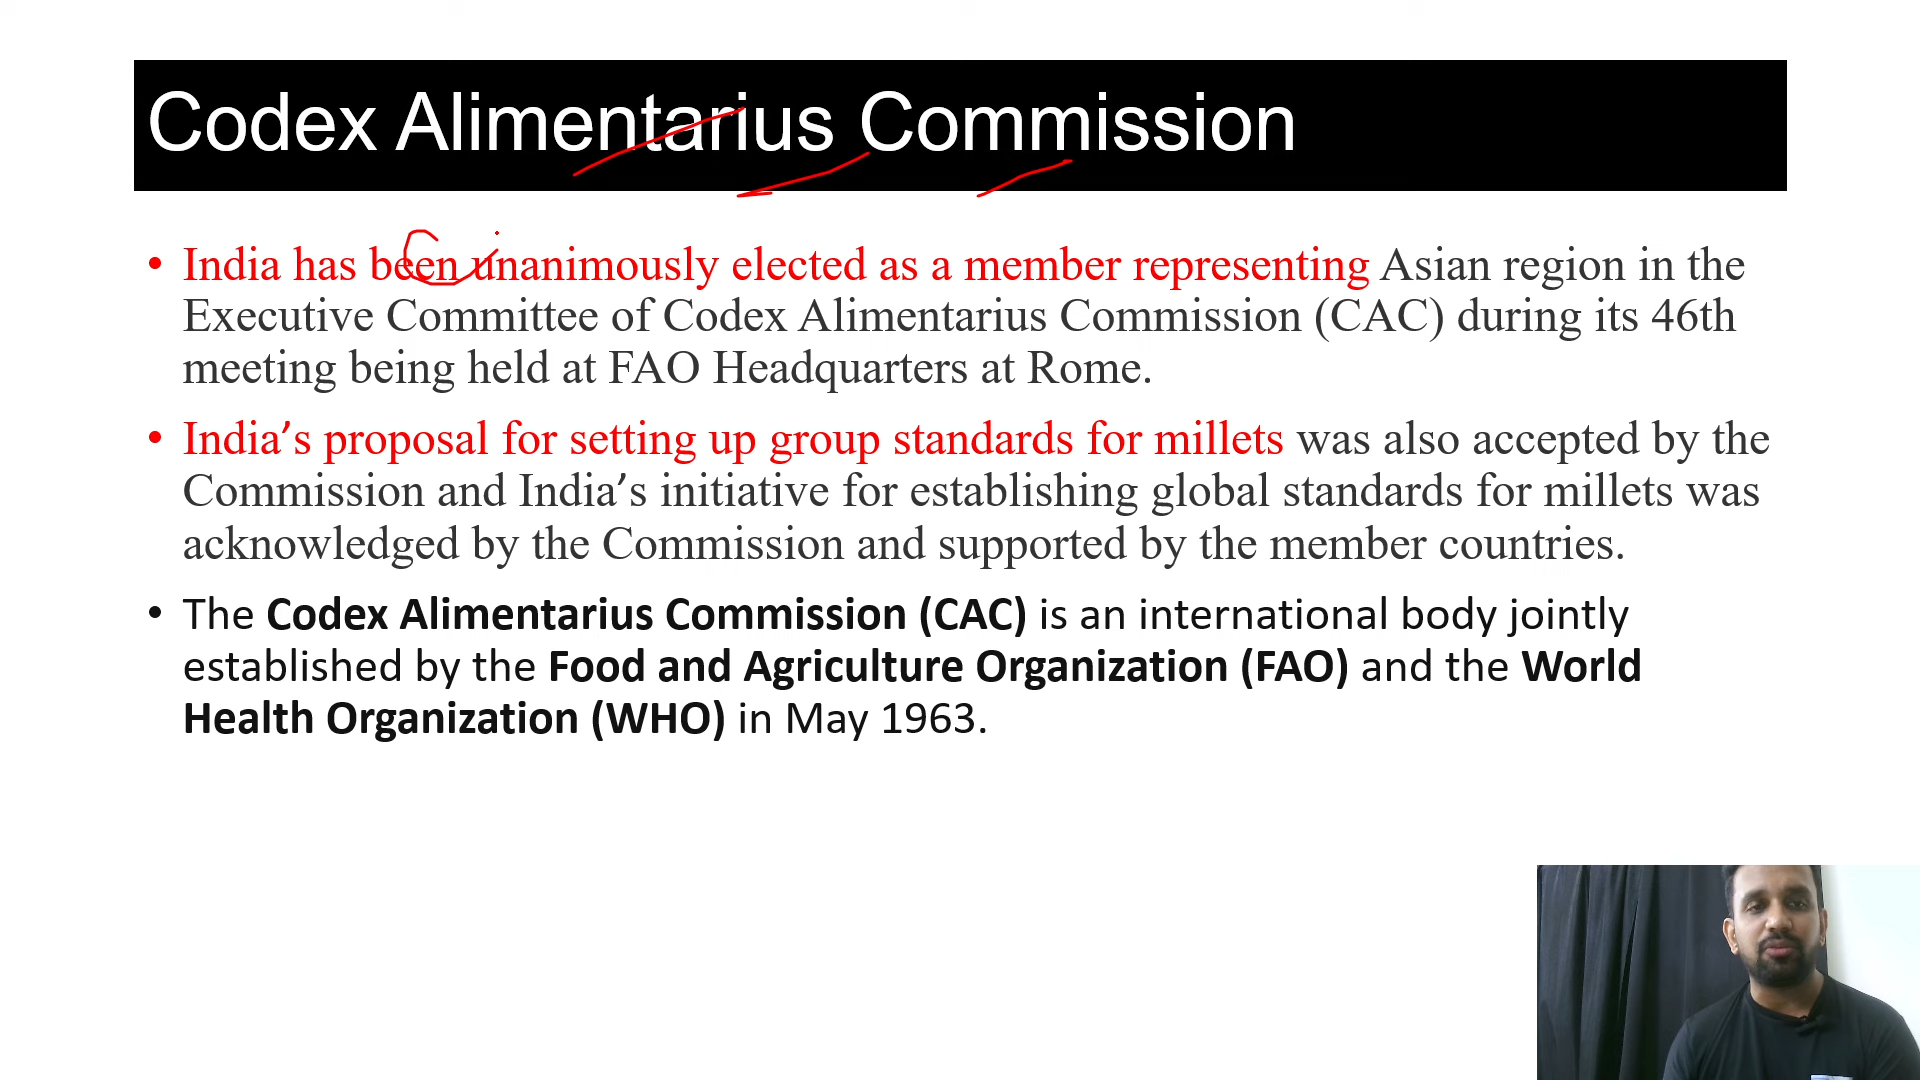 Codex Alimentarius Commission
• India has been unanimously elected as a member representing Asian region in the
Executive Committee of Codex Alimentarius Commission (CAC) during its 46th
meeting being held at FAO Headquarters at Rome.
• India’s proposal for setting up group standards for millets was also accepted by the
Commission and India’s initiative for establishing global standards for millets was
acknowledged by the Commission and supported by the member countries.
• The Codex Alimentarius Commission (CAC) is an international body jointly
established by the Food and Agriculture Organization (FAO) and the World
Health Organization (WHO) in May 1963.